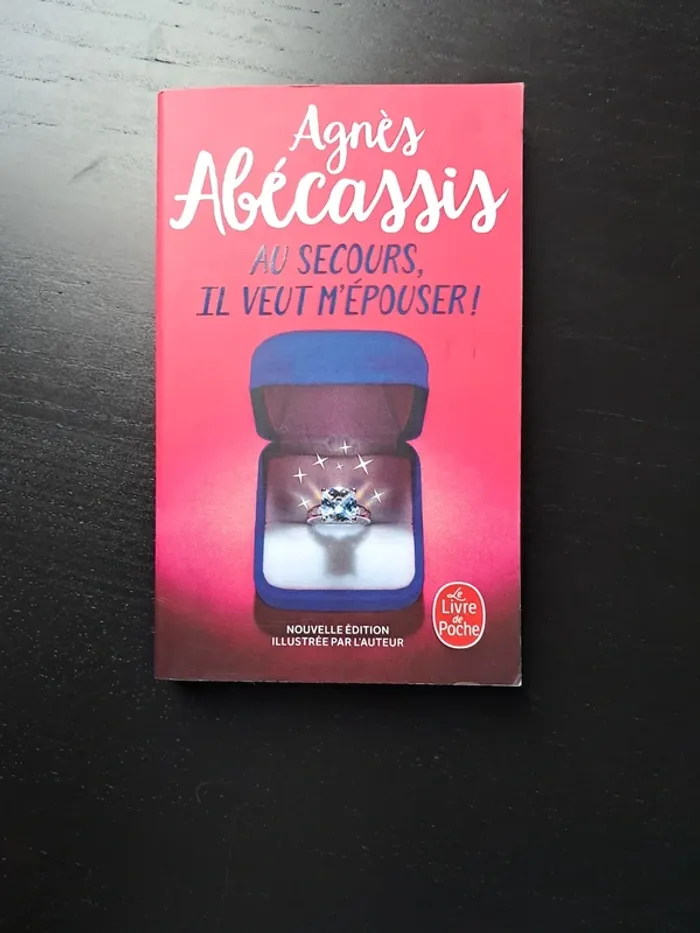 Agnès
Abécassis
AU SECOURS,
IL VEUT M'ÉPOUSER!
NOUVELLE ÉDITION
ILLUSTRÉE PAR L'AUTEUR
Le
Livre
de
Poche